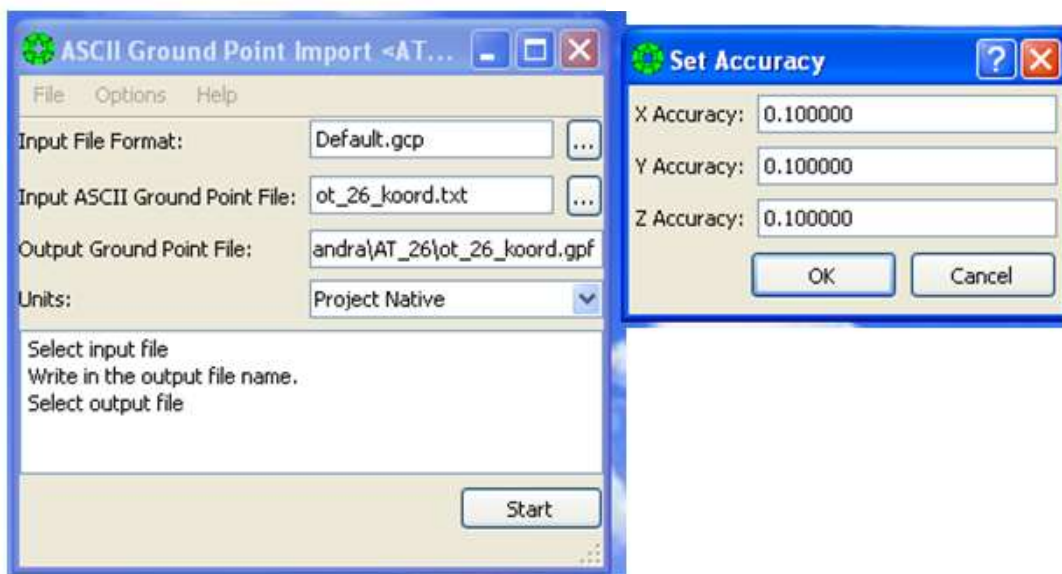 ASCII Ground Point Import <AT...
File Options Help
Input File Format: Default.gcp ...
Input ASCII Ground Point File: ot_26_koord.txt ...
Output Ground Point File: andra\AT_26\ot_26_koord.gpf
Units: Project Native
Select input file
Write in the output file name.
Select output file
Start
Set Accuracy
X Accuracy: 0.100000
Y Accuracy: 0.100000
Z Accuracy: 0.100000
OK Cancel